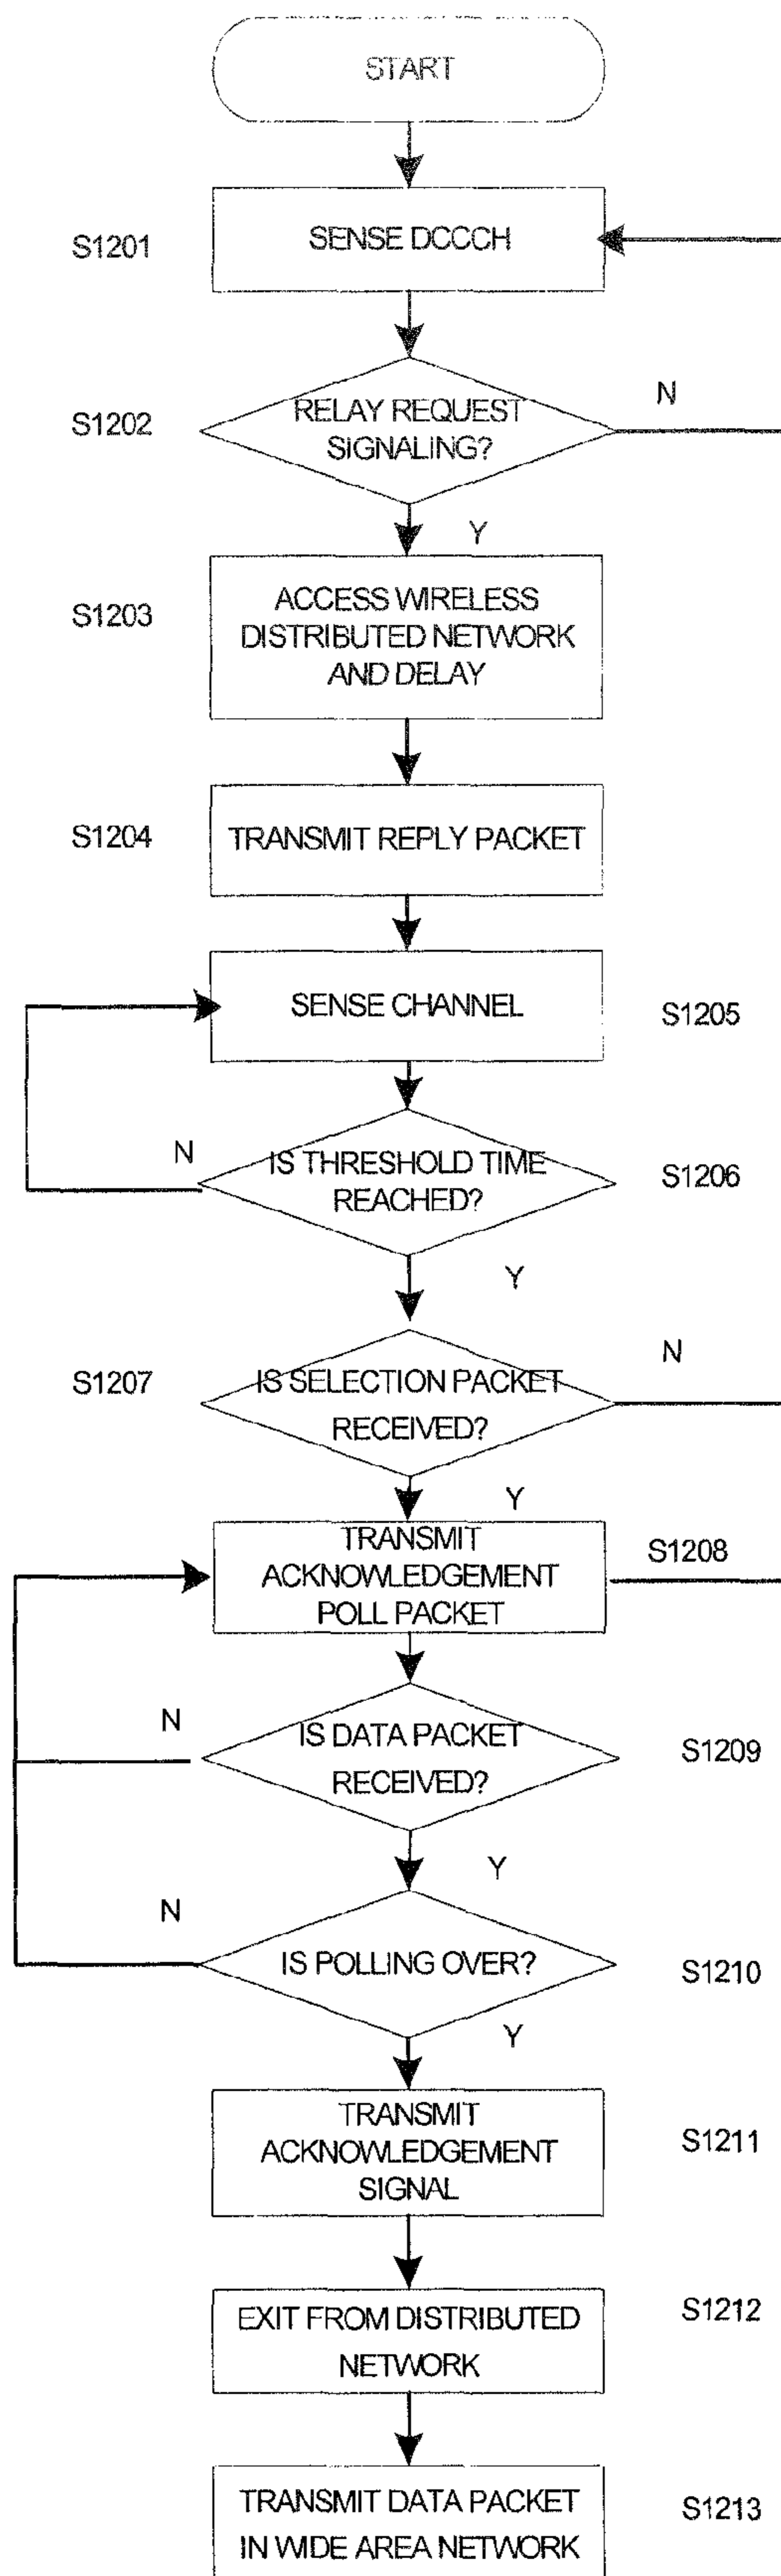 START
S1201
SENSE DCCCH
S1202
RELAY REQUEST
SIGNALING?
N
Y
S1203
ACCESS WIRELESS
DISTRIBUTED NETWORK
AND DELAY
S1204
TRANSMIT REPLY PACKET
SENSE CHANNEL
S1205
N
IS THRESHOLD TIME
REACHED?
S1206
Y
S1207
IS SELECTION PACKET
RECEIVED?
N
Y
TRANSMIT
ACKNOWLEDGEMENT
POLL PACKET
S1208
N
IS DATA PACKET
RECEIVED?
S1209
Y
N
IS POLLING OVER?
S1210
Y
TRANSMIT
ACKNOWLEDGEMENT
SIGNAL
S1211
EXIT FROM DISTRIBUTED
NETWORK
S1212
TRANSMIT DATA PACKET
IN WIDE AREA NETWORK
S1213